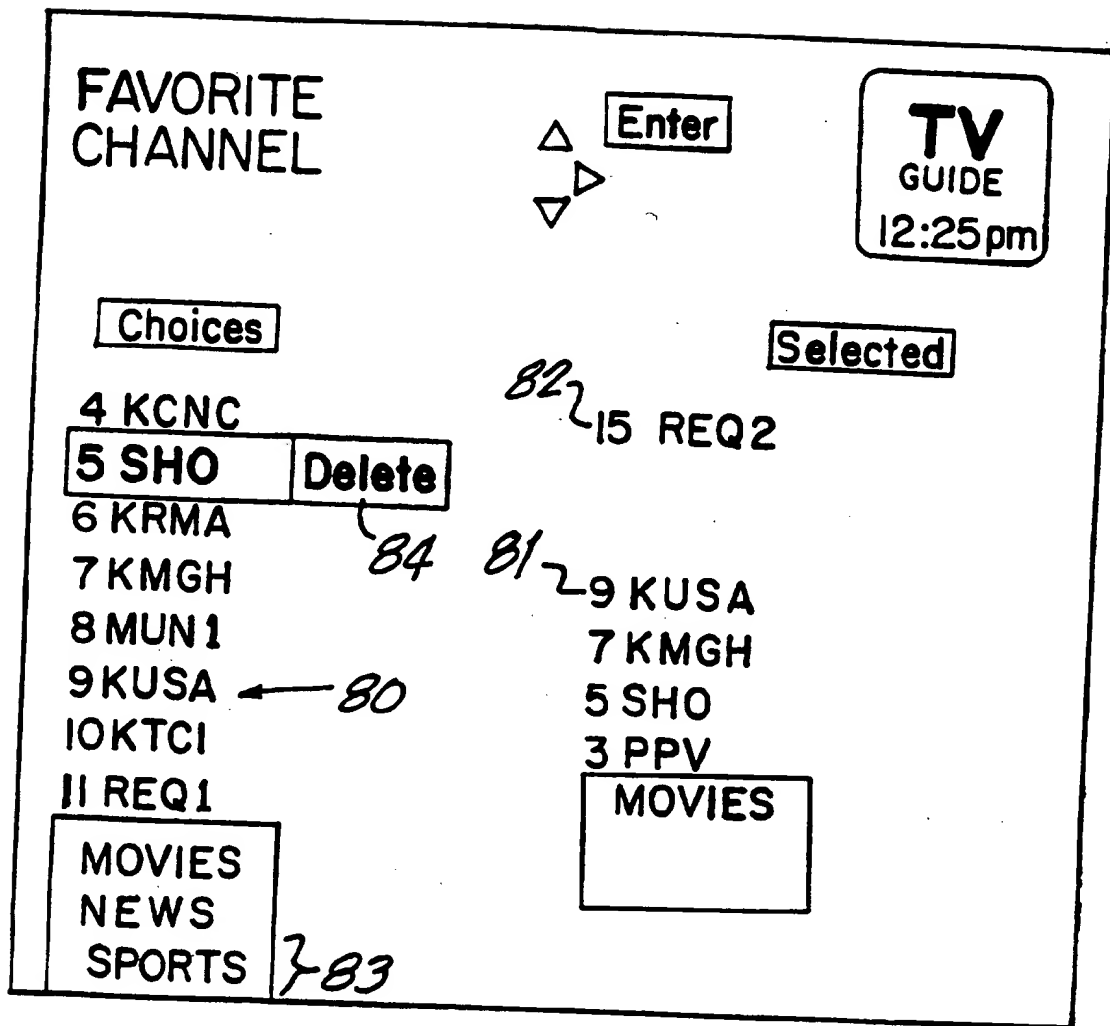 FAVORITE
CHANNEL
Enter
TV
GUIDE
12:25pm
Choices
Selected
4 KCNC
5 SHO Delete
6 KRMA
7 KMGH
8 MUN1
9 KUSA
10 KTCI
11 REQ1
MOVIES
NEWS
SPORTS
84
80
83
82
15 REQ2
81
9 KUSA
7 KMGH
5 SHO
3 PPV
MOVIES